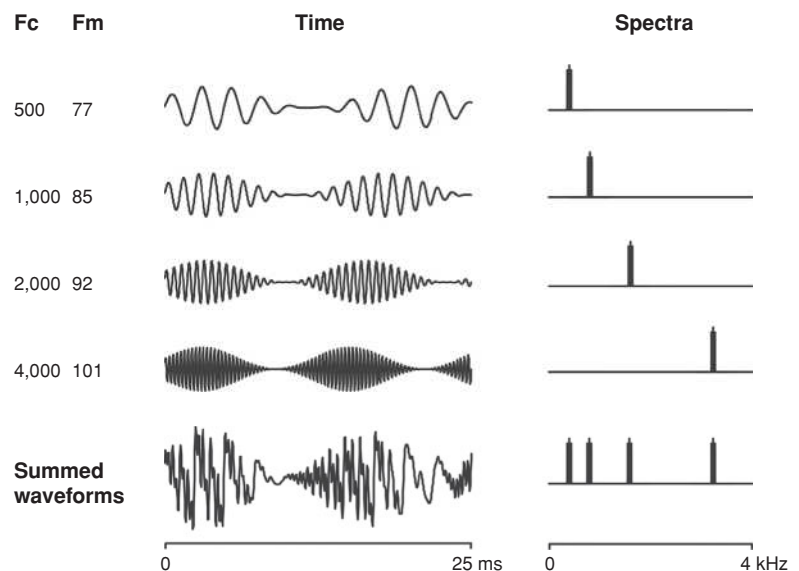 Fc Fm Time Spectra
500 77
1,000 85
2,000 92
4,000 101
Summed
waveforms
0 25 ms 0 4 kHz